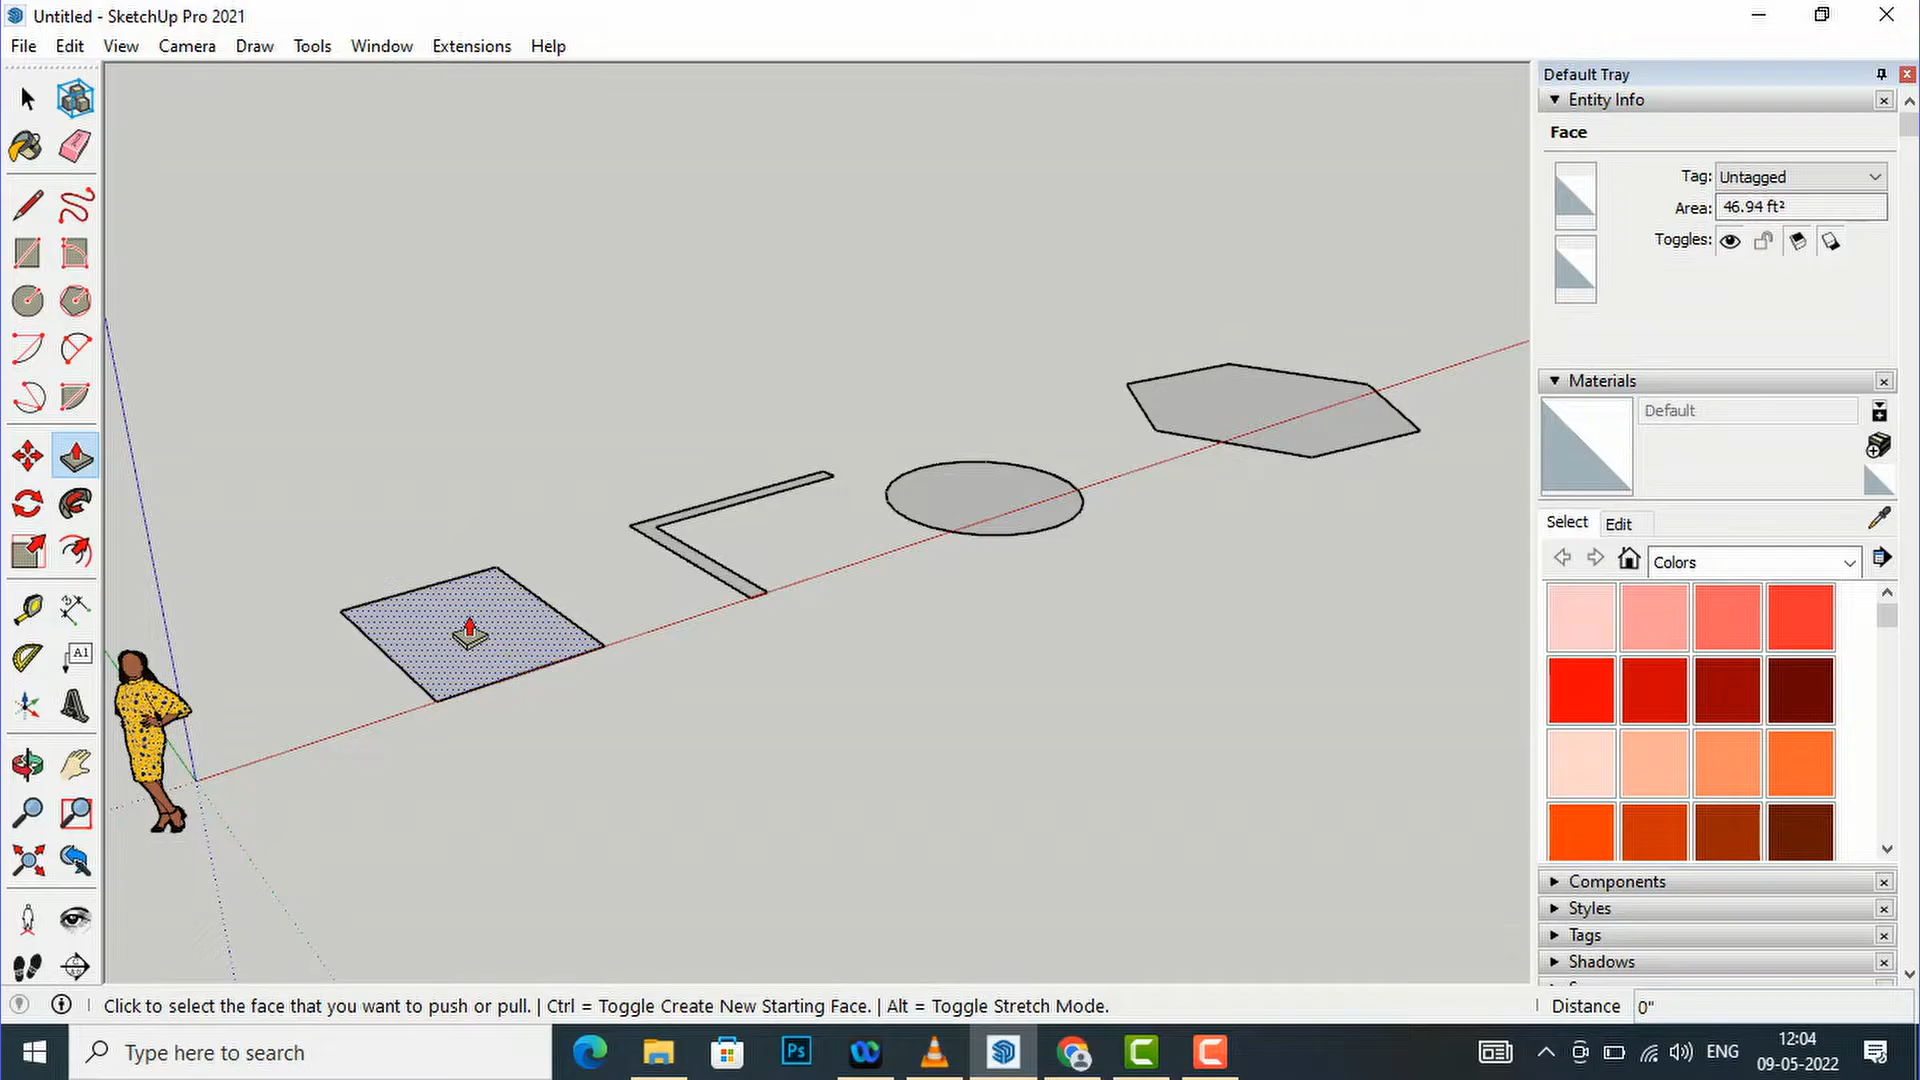 Untitled - SketchUp Pro 2021
File Edit View Camera Draw Tools Window Extensions Help
Default Tray
Entity Info
Face
Tag: Untagged
Area: 46.94 ft²
Toggles:
Materials
Default
Select Edit
Colors
A1
Components
Styles
Tags
Shadows
Click to select the face that you want to push or pull. | Ctrl = Toggle Create New Starting Face. | Alt = Toggle Stretch Mode.
Distance 0"
Type here to search
Ps
ENG
12:04
09-05-2022